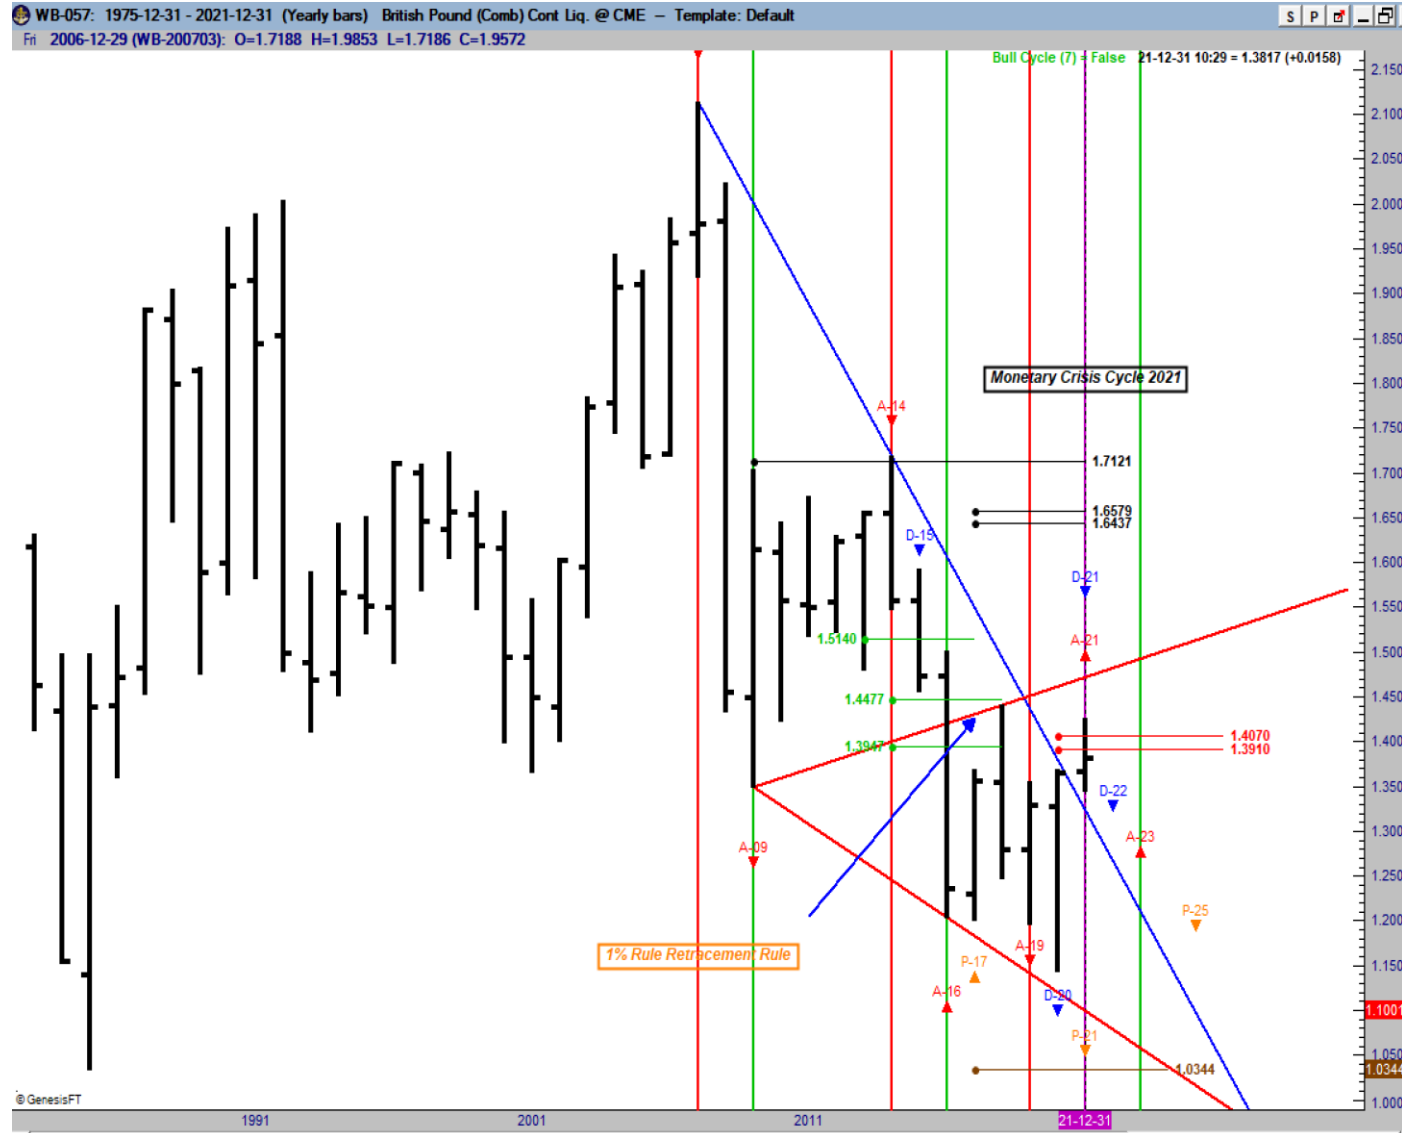 WB-057: 1975-12-31 - 2021-12-31 (Yearly bars) British Pound (Comb) Cont Liq. @ CME – Template: Default
S P
Fri 2006-12-29 (WB-200703): O=1.7188 H=1.9853 L=1.7186 C=1.9572
Bull Cycle (7) = False 21-12-31 10:29 = 1.3817 (+0.0158)
2.150
2.100
2.050
2.000
1.950
1.900
1.850
Monetary Crisis Cycle 2021
1.800
A-14
1.750
1.7121
1.700
1.6579
1.650
1.6437
D-15
1.600
D-21
1.550
1.5140
A-21
1.500
1.4477
1.450
1.4070
1.3947
1.3910
1.400
1.350
D-22
1.300
A-09
A-23
1.250
P-25
1.200
1% Rule Retracement Rule
A-19
P-17
1.150
A-16
D-20
1.1001
P-21
1.050
1.0344
1.0344
© GenesisFT
1.000
1991
2001
2011
21-12-31